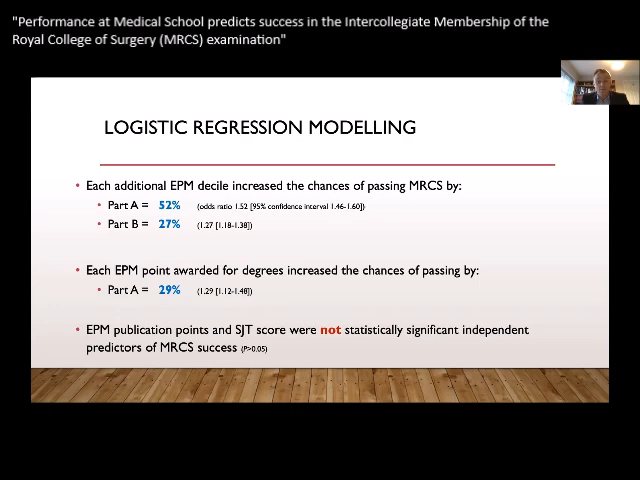 "Performance at Medical School predicts success in the Intercollegiate Membership of the
Royal College of Surgery (MRCS) examination"
LOGISTIC REGRESSION MODELLING
• Each additional EPM decile increased the chances of passing MRCS by:
• Part A = 52% (odds ratio 1.52 [95% confidence interval 1.46-1.60])
• Part B = 27% (1.27 [1.18-1.38])
• Each EPM point awarded for degrees increased the chances of passing by:
• Part A = 29% (1.29 [1.12-1.48])
• EPM publication points and SJT score were not statistically significant independent
predictors of MRCS success (P>0.05)